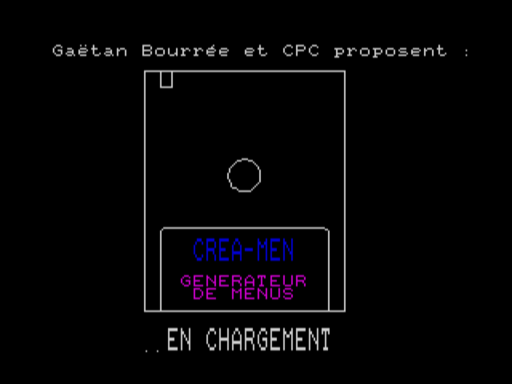 Gaëtan Bourrée et CPC proposent :
CREA-MEN
GENERATEUR
DE MENUS
..EN CHARGEMENT